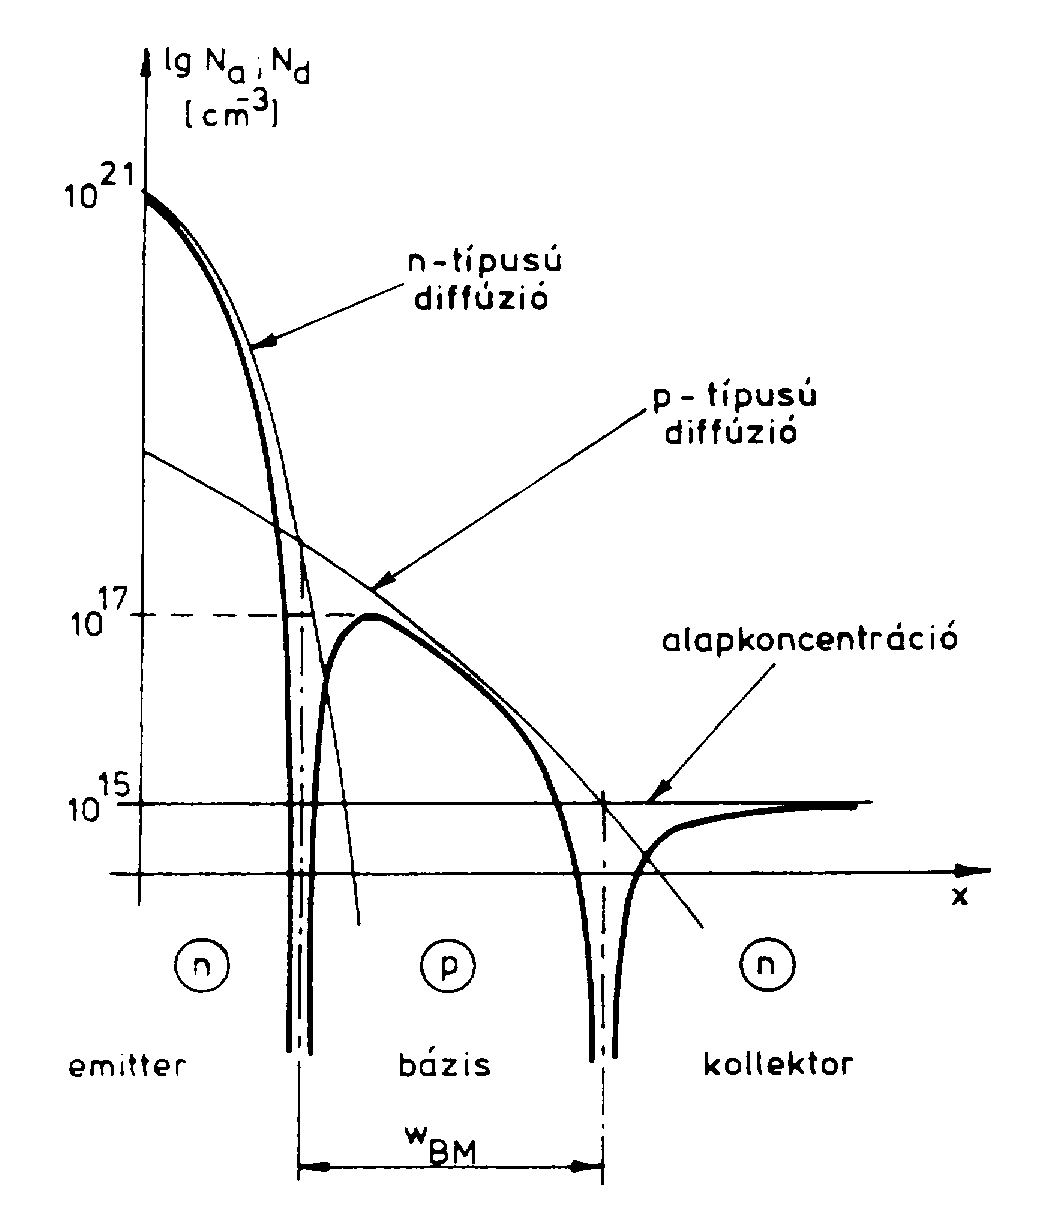 lg Na, Nd
[cm⁻³]
10²¹
n-típusú
diffúzió
p-típusú
diffúzió
10¹⁷
alapkoncentráció
10¹⁵
x
n
p
n
emitter
bázis
kollektor
wBM